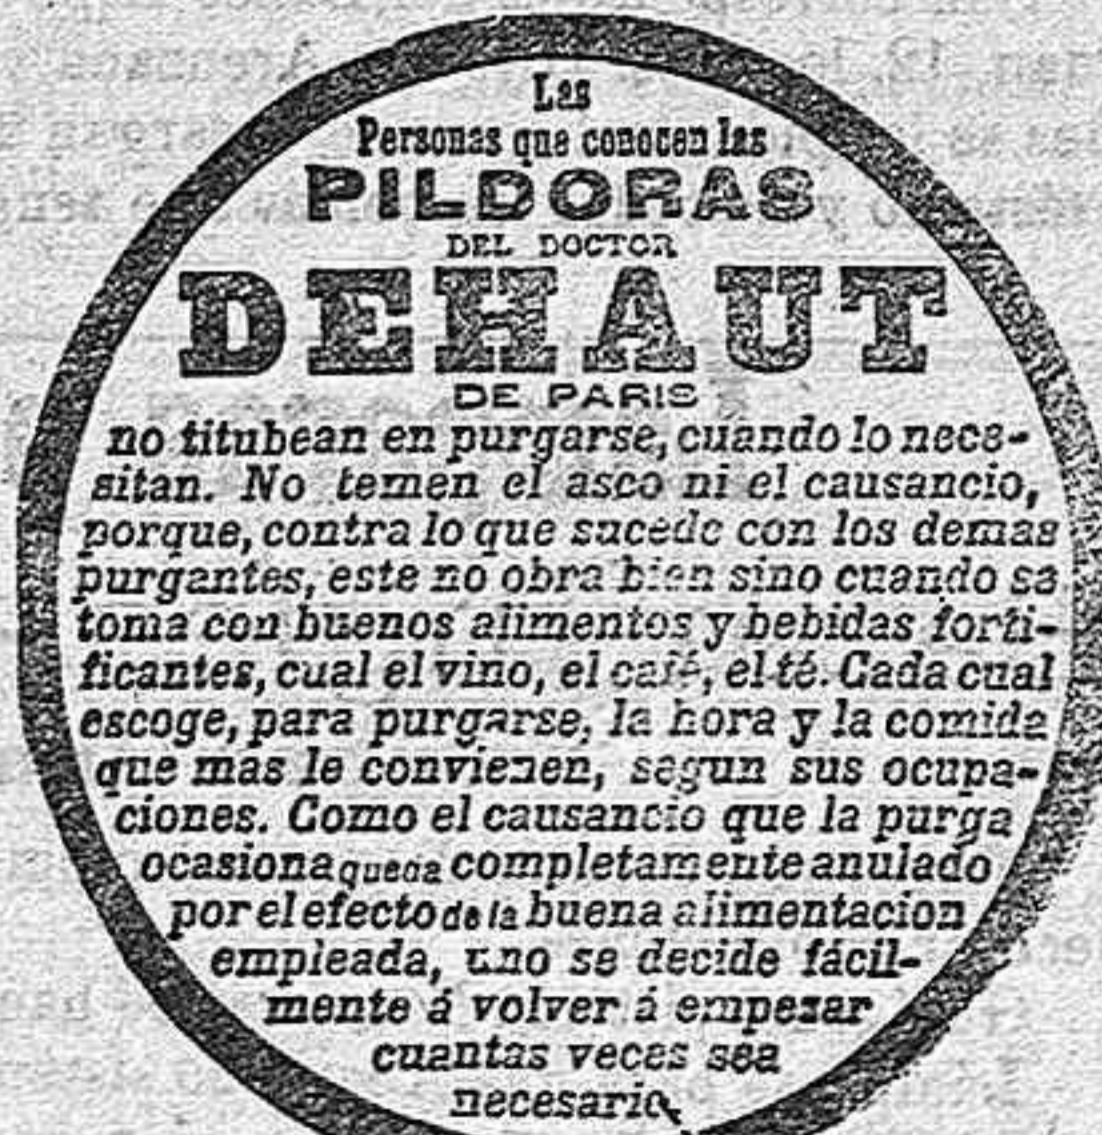 Las
Personas que conocen las
PILDORAS
DEL DOCTOR
DEHAUT
DE PARIS
no titubean en purgarse, cuando lo nece-
sitan. No temen el asco ni el causancio,
porque, contra lo que sucede con los demas
purgantes, este no obra bien sino cuando se
toma con buenos alimentos y bebidas forti-
ficantes, cual el vino, el café, el té. Cada cual
escoge, para purgarse, la hora y la comida
que mas le convienen, segun sus ocupa-
ciones. Como el causancio que la purga
ocasiona queda completamente anulado
por el efecto de la buena alimentacion
empleada, uno se decide fácil-
mente á volver á empezar
cuantas veces sea
necesario.